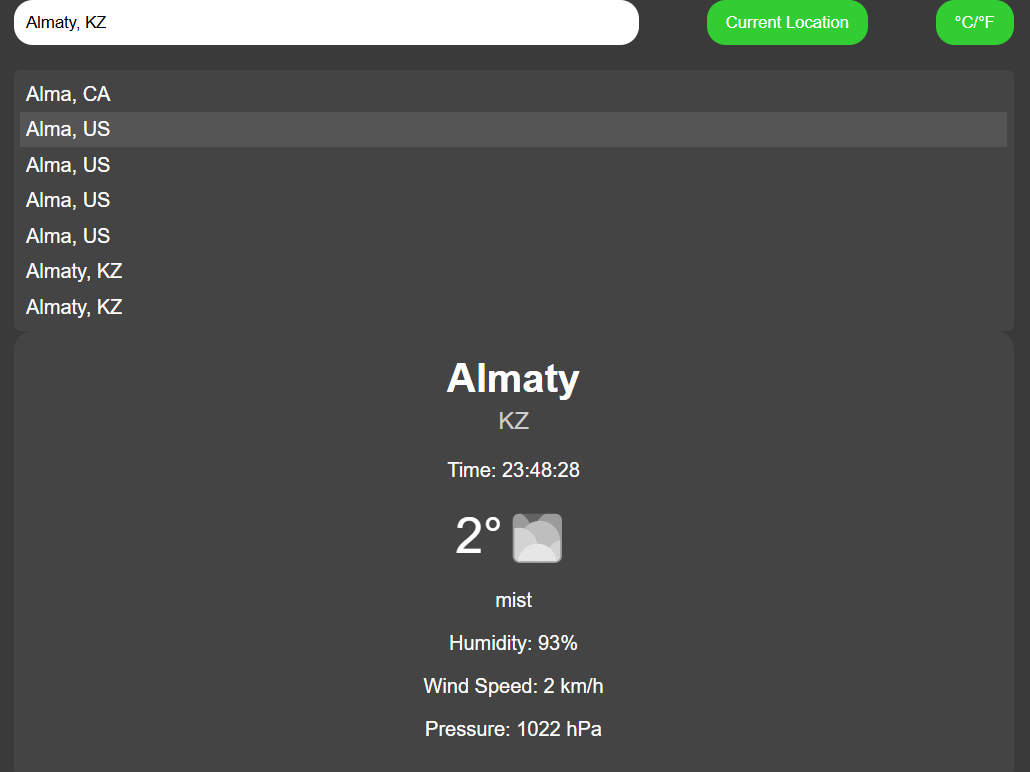 Almaty, KZ
Current Location
°C/°F
Alma, CA
Alma, US
Alma, US
Alma, US
Alma, US
Almaty, KZ
Almaty, KZ
Almaty
KZ
Time: 23:48:28
2°
mist
Humidity: 93%
Wind Speed: 2 km/h
Pressure: 1022 hPa